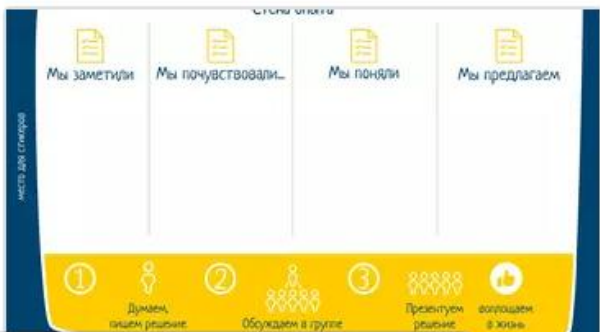 Стена опыта
Мы заметили
Мы почувствовали...
Мы поняли
Мы предлагаем
место для стикеров
1
2
3
Думаем,
пишем решение
Обсуждаем в группе
Презентуем
решение
воплощаем
в жизнь